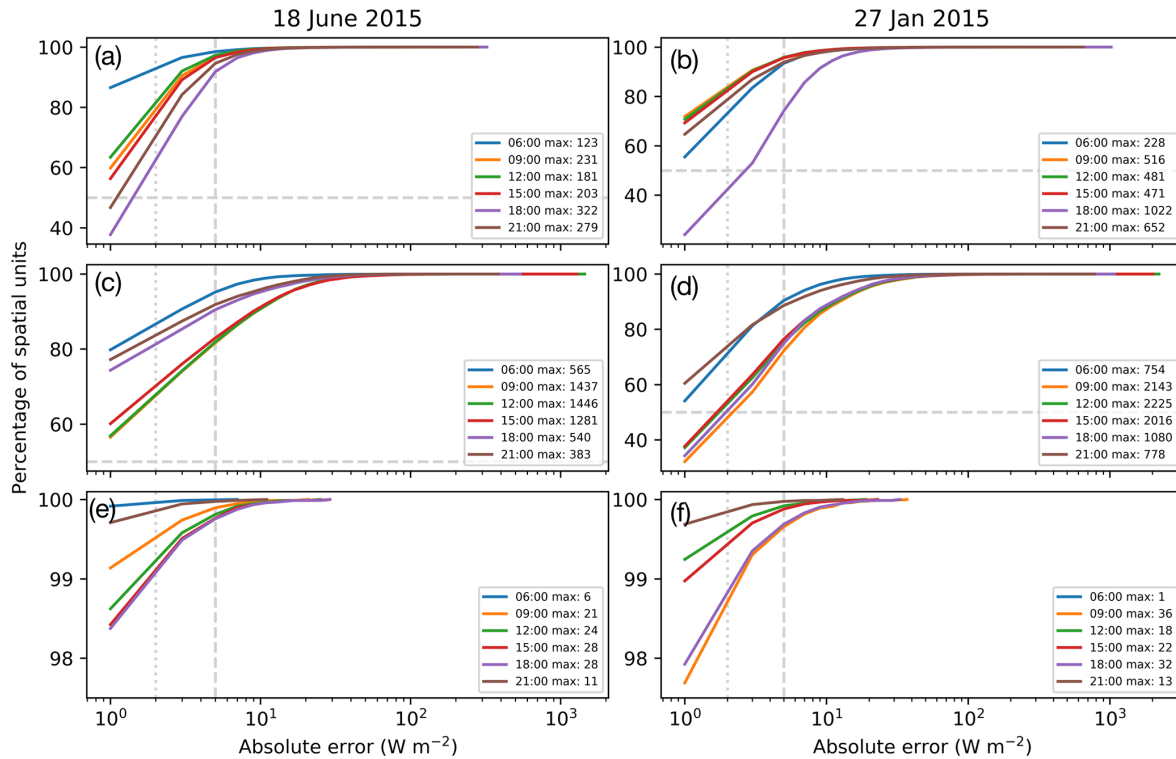 18 June 2015
27 Jan 2015
Percentage of spatial units
(a)
100
80
60
40
06:00 max: 123
09:00 max: 231
12:00 max: 181
15:00 max: 203
18:00 max: 322
21:00 max: 279
(b)
100
80
60
40
06:00 max: 228
09:00 max: 516
12:00 max: 481
15:00 max: 471
18:00 max: 1022
21:00 max: 652
(c)
100
80
60
06:00 max: 565
09:00 max: 1437
12:00 max: 1446
15:00 max: 1281
18:00 max: 540
21:00 max: 383
(d)
100
80
60
40
06:00 max: 754
09:00 max: 2143
12:00 max: 2225
15:00 max: 2016
18:00 max: 1080
21:00 max: 778
(e)
100
99
98
06:00 max: 6
09:00 max: 21
12:00 max: 24
15:00 max: 28
18:00 max: 28
21:00 max: 11
10⁰ 10¹ 10² 10³
Absolute error (W m⁻²)
(f)
100
99
98
06:00 max: 1
09:00 max: 36
12:00 max: 18
15:00 max: 22
18:00 max: 32
21:00 max: 13
10⁰ 10¹ 10² 10³
Absolute error (W m⁻²)